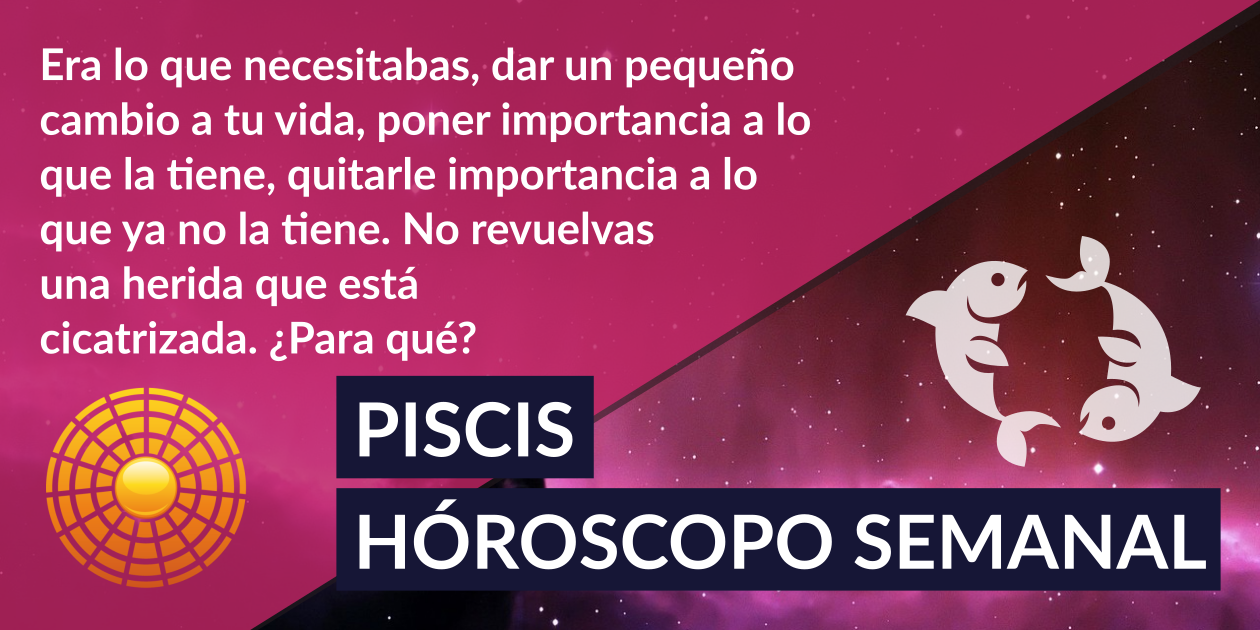 Era lo que necesitabas, dar un pequeño
cambio a tu vida, poner importancia a lo
que la tiene, quitarle importancia a lo
que ya no la tiene. No revuelvas
una herida que está
cicatrizada. ¿Para qué?
PISCIS
HÓROSCOPO SEMANAL